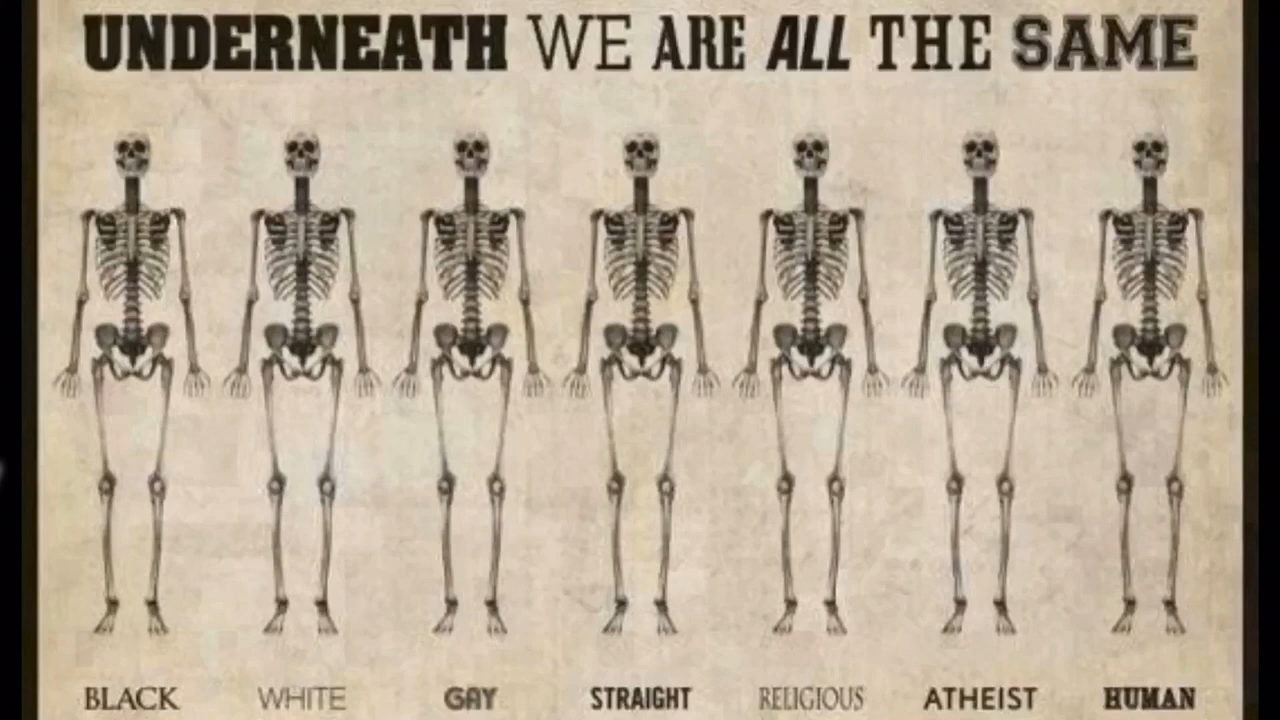 UNDERNEATH WE ARE ALL THE SAME
BLACK WHITE GAY STRAIGHT RELIGIOUS ATHEIST HUMAN